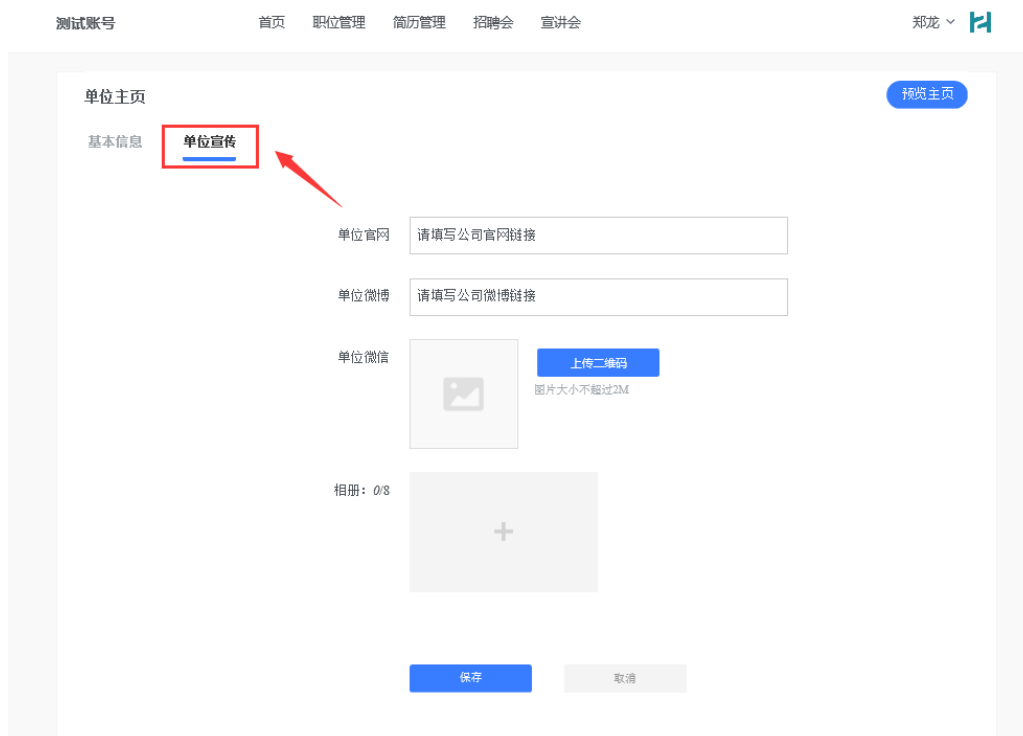 测试账号 首页 职位管理 简历管理 招聘会 宣讲会 郑龙
单位主页 预览主页
基本信息 单位宣传
单位官网 请填写公司官网链接
单位微博 请填写公司微博链接
单位微信 上传二维码
图片大小不超过2M
相册：0/8
保存 取消